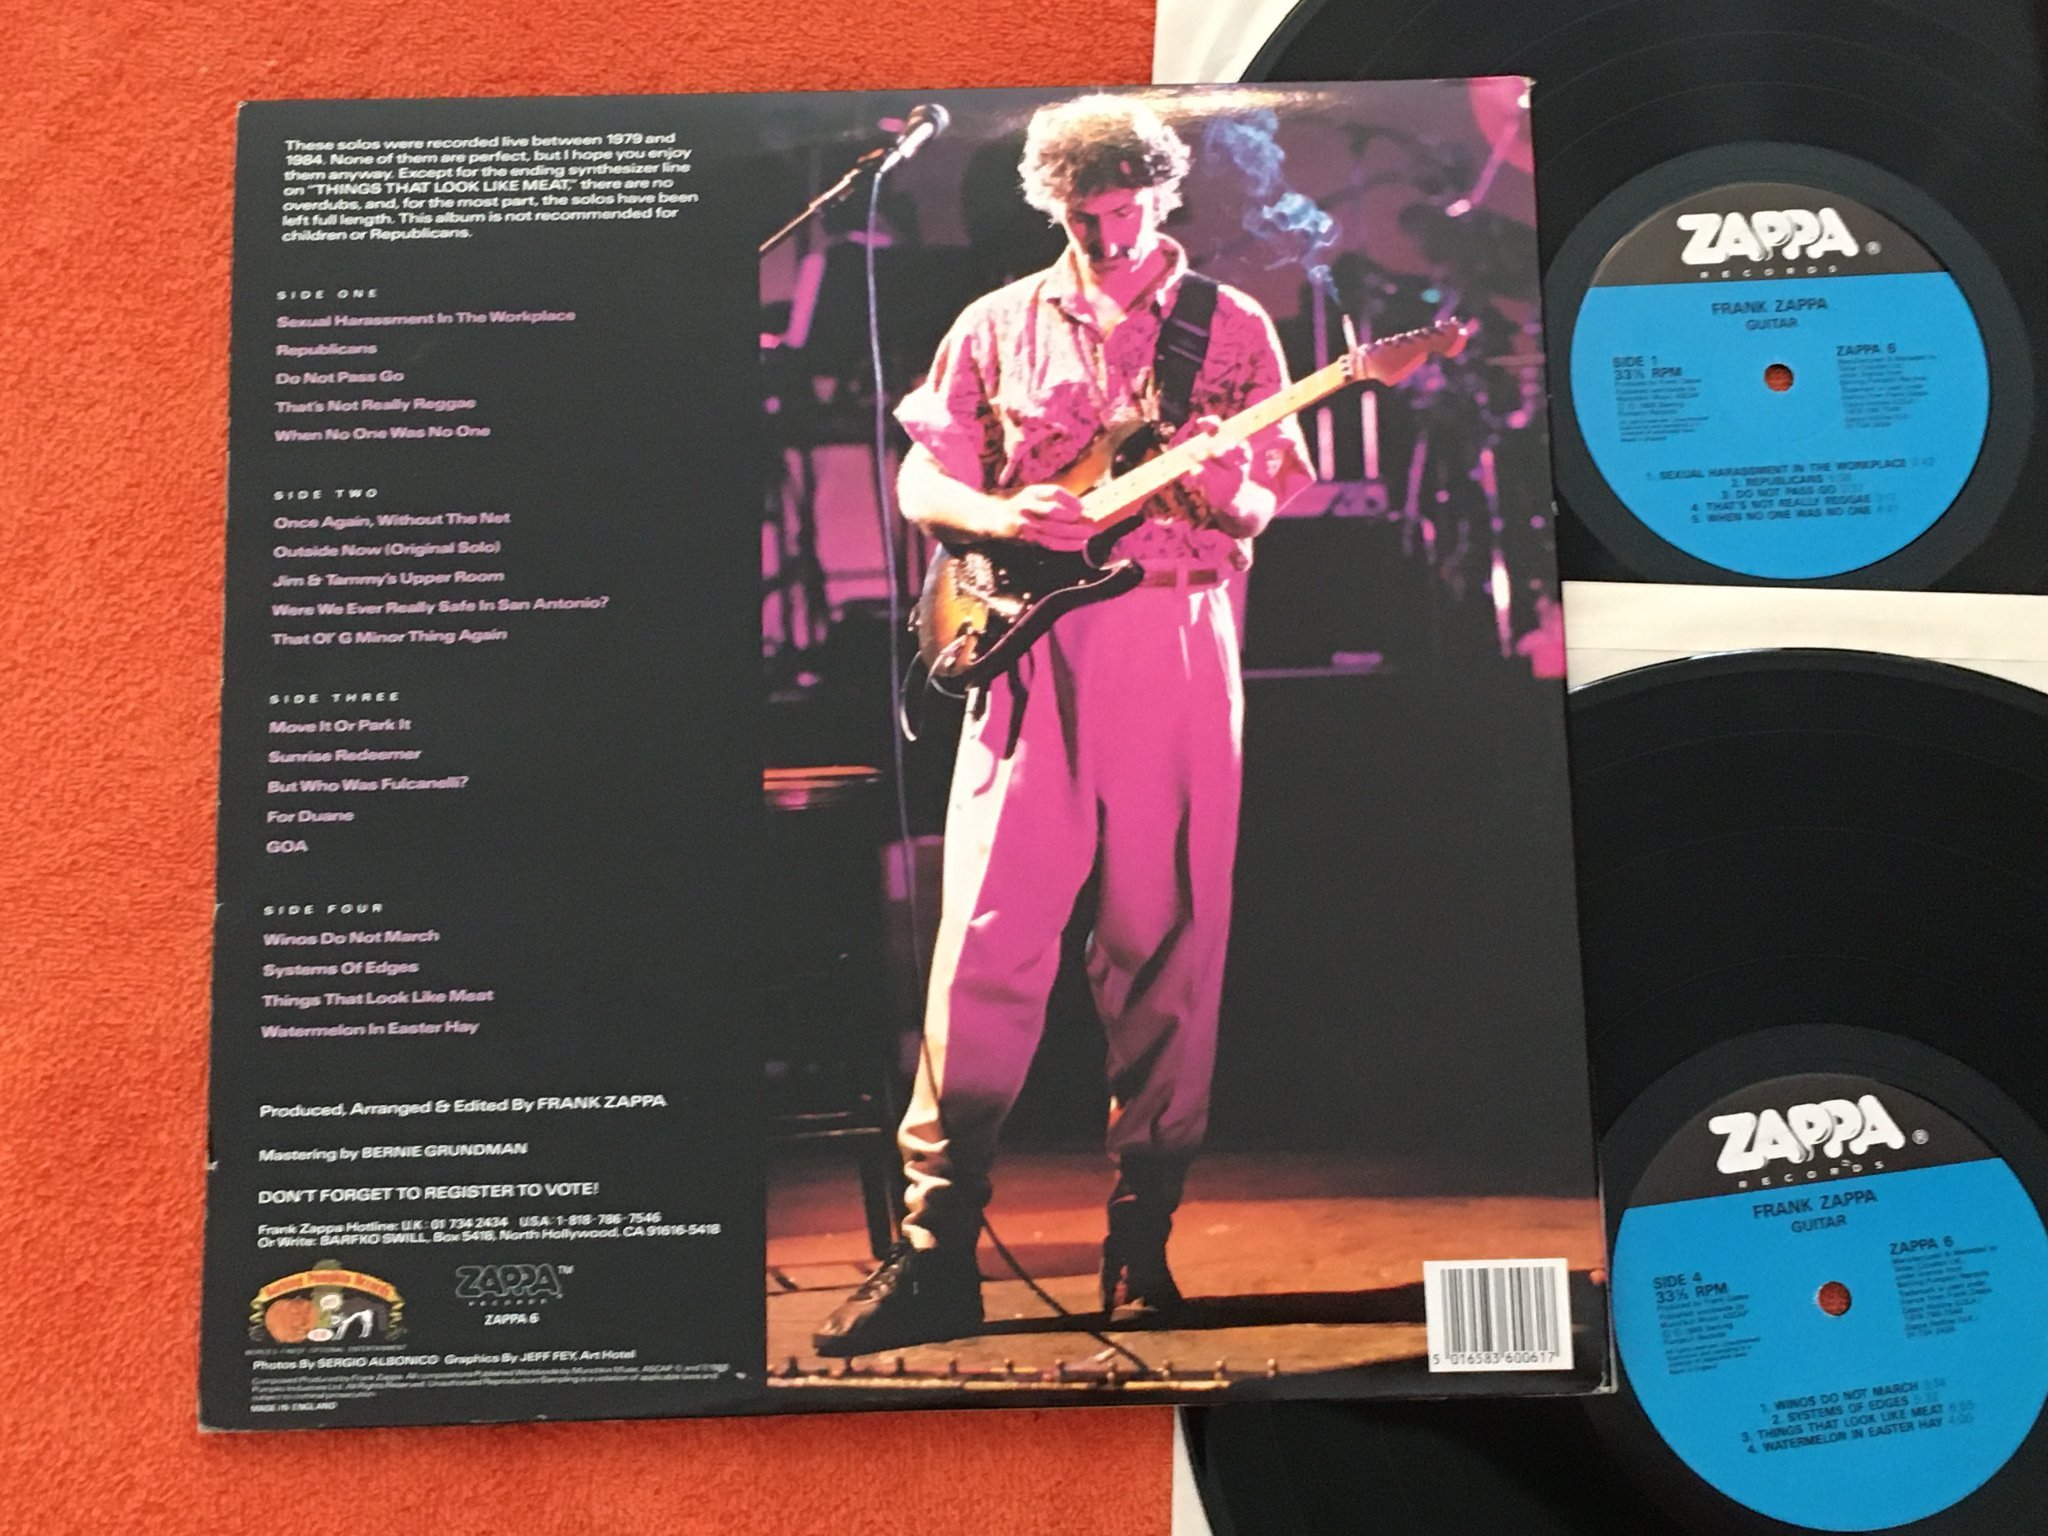 These solos were recorded live between 1979 and
1984. None of them are perfect, but I hope you enjoy
them anyway. Except for the ending synthesizer line
on "THINGS THAT LOOK LIKE MEAT," there are no
overdubs, and, for the most part, the solos have been
left full length. This album is not recommended for
children or Republicans.
SIDE ONE
Sexual Harassment In The Workplace
Republicans
Do Not Pass Go
That's Not Really Reggae
When No One Was No One
SIDE TWO
Once Again, Without The Net
Outside Now (Original Solo)
Jim & Tammy's Upper Room
Were We Ever Really Safe In San Antonio?
That Ol' G Minor Thing Again
SIDE THREE
Move It Or Park It
Sunrise Redeemer
But Who Was Fulcanelli?
For Duane
GOA
SIDE FOUR
Winos Do Not March
Systems Of Edges
Things That Look Like Meat
Watermelon In Easter Hay
Produced, Arranged & Edited By FRANK ZAPPA
Mastering by BERNIE GRUNDMAN
DON'T FORGET TO REGISTER TO VOTE!
Frank Zappa Hotline: U.K.: 01 734 2434 U.S.A.: 1-818-786-7546
Or Write: BARFKO SWILL, Box 5418, North Hollywood, CA 91616-5418
ZAPPA™
RECORDS
ZAPPA 6
Photos By SERGIO ALBONICO Graphics By JEFF FEY, Art Hotel
MADE IN ENGLAND
5 016583 600617
ZAPPA®
RECORDS
FRANK ZAPPA
GUITAR
SIDE 1
33⅓ RPM
ZAPPA 6
1. SEXUAL HARASSMENT IN THE WORKPLACE
2. REPUBLICANS
3. DO NOT PASS GO
4. THAT'S NOT REALLY REGGAE
5. WHEN NO ONE WAS NO ONE
ZAPPA®
RECORDS
FRANK ZAPPA
GUITAR
SIDE 4
33⅓ RPM
ZAPPA 6
1. WINOS DO NOT MARCH
2. SYSTEMS OF EDGES
3. THINGS THAT LOOK LIKE MEAT
4. WATERMELON IN EASTER HAY